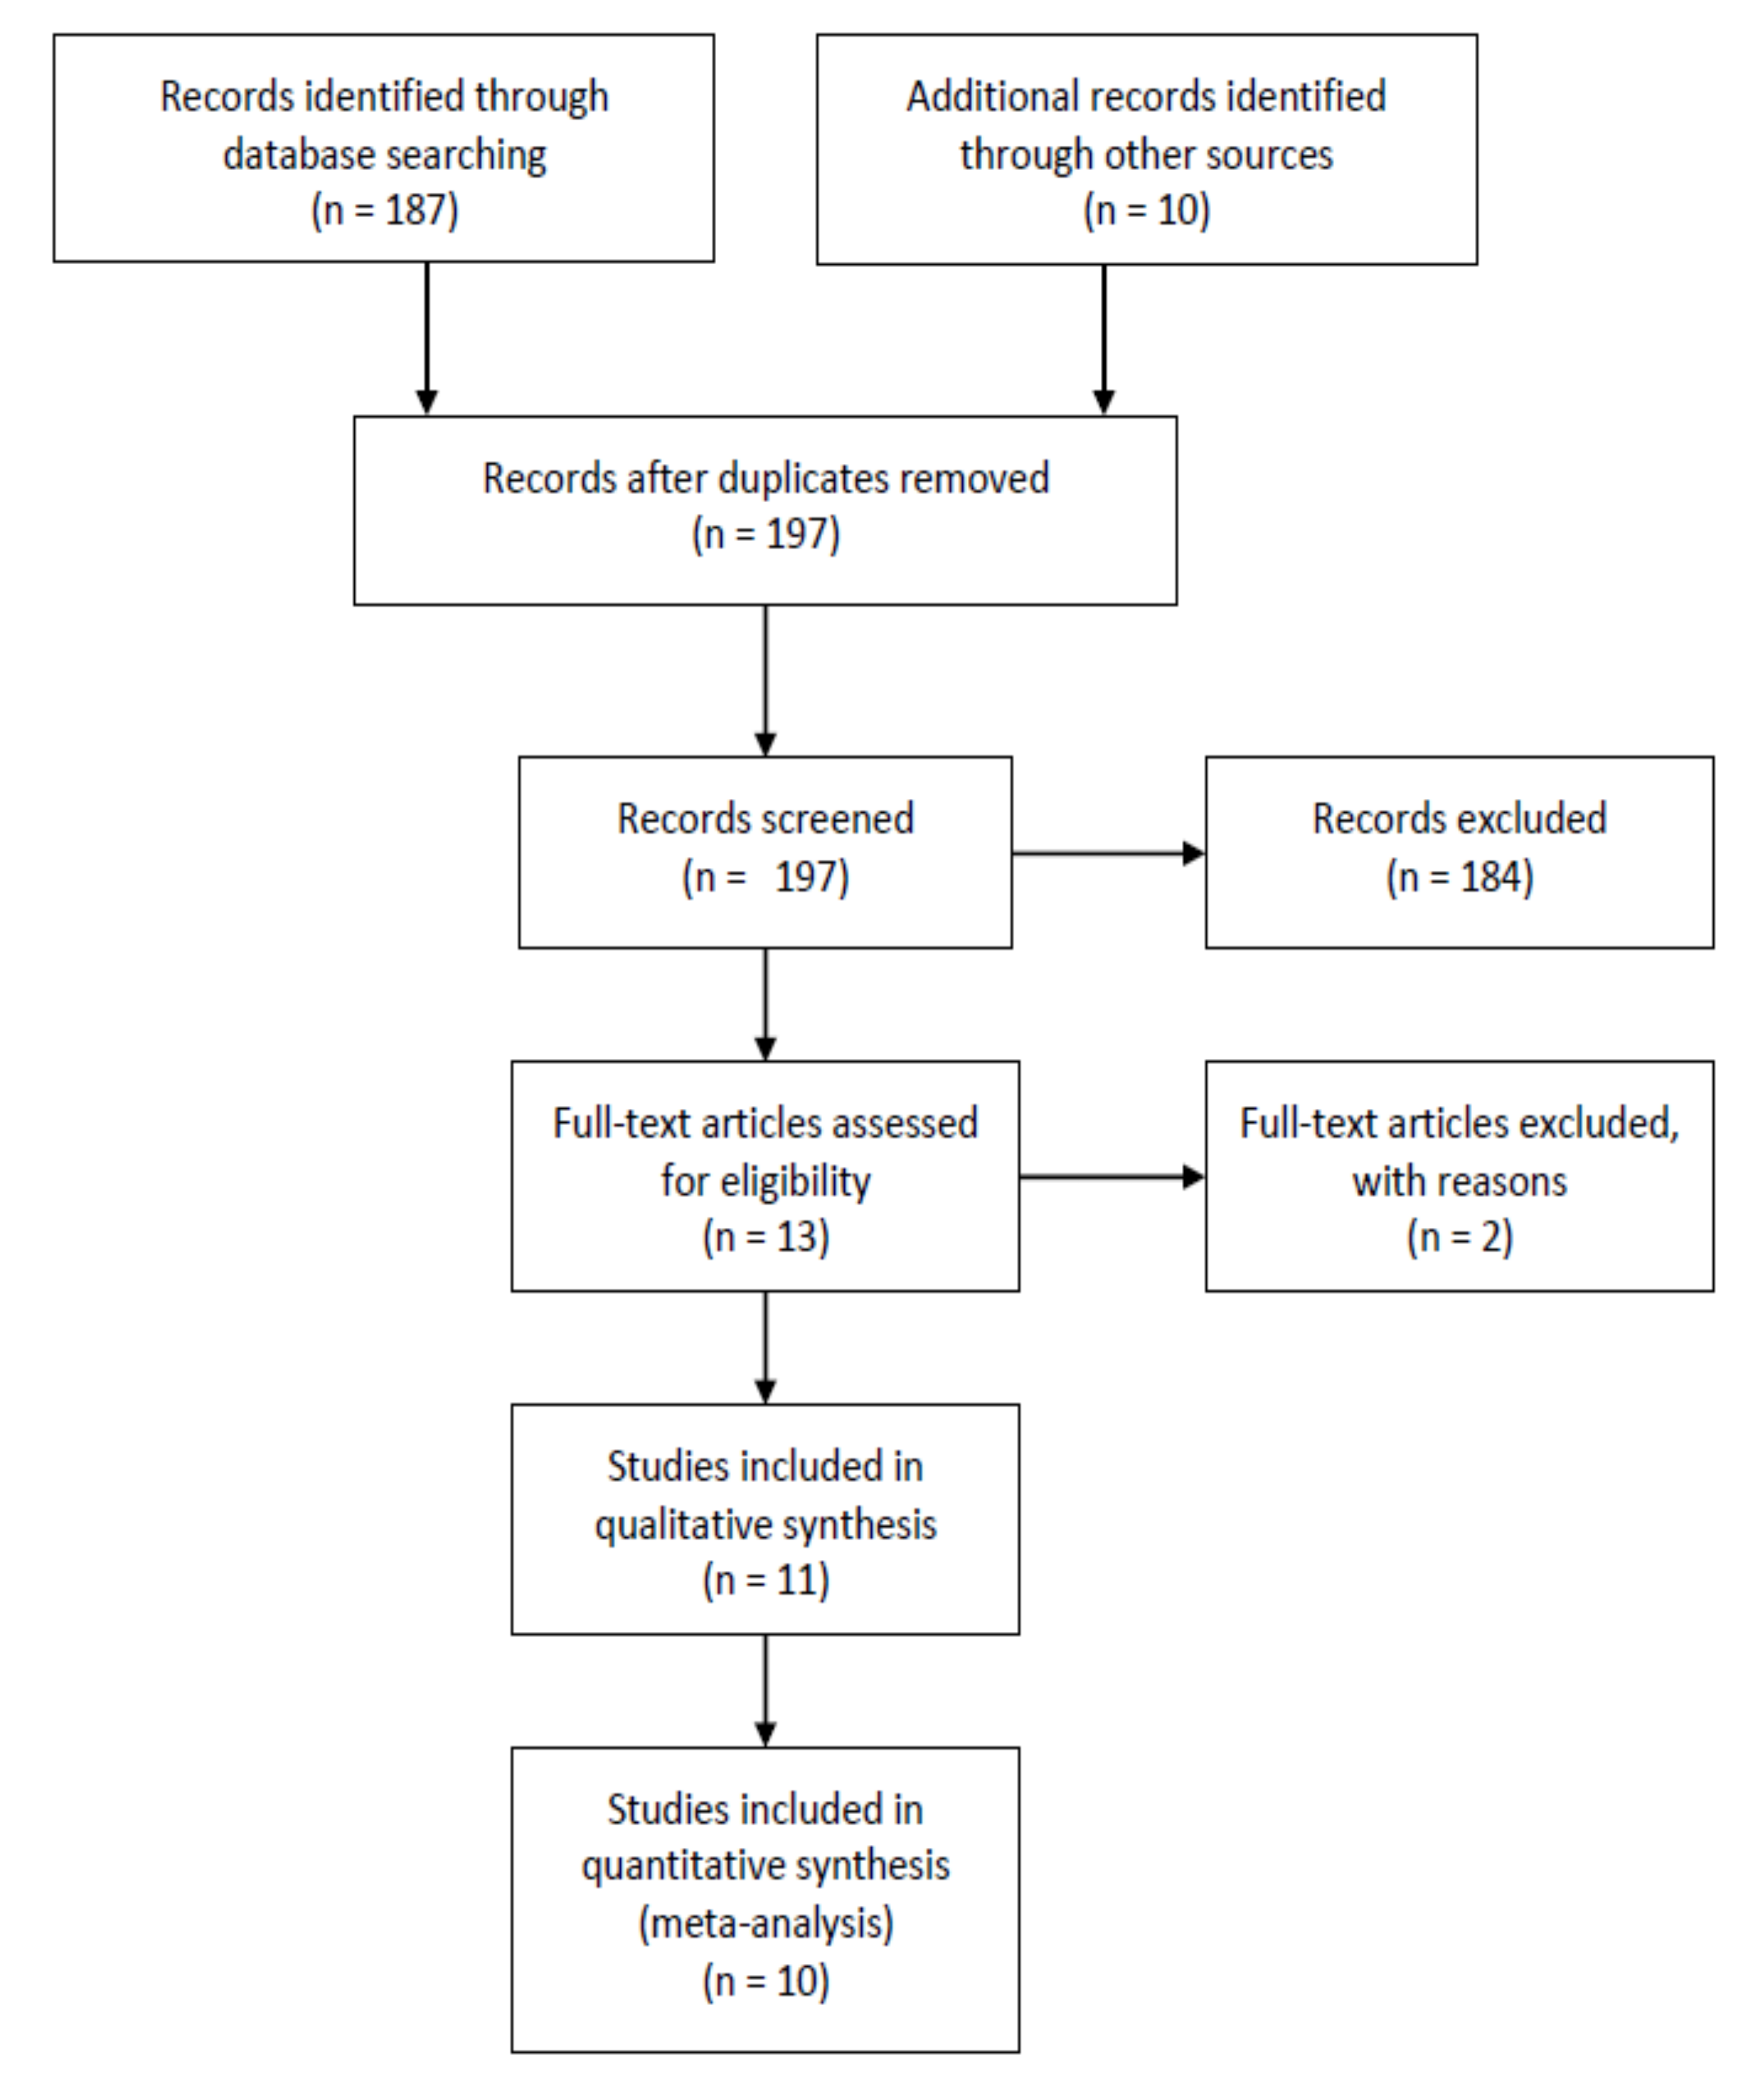 Records identified through
database searching
(n = 187)
Additional records identified
through other sources
(n = 10)
Records after duplicates removed
(n = 197)
Records screened
(n =   197)
Records excluded
(n = 184)
Full-text articles assessed
for eligibility
(n = 13)
Full-text articles excluded,
with reasons
(n = 2)
Studies included in
qualitative synthesis
(n = 11)
Studies included in
quantitative synthesis
(meta-analysis)
(n = 10)